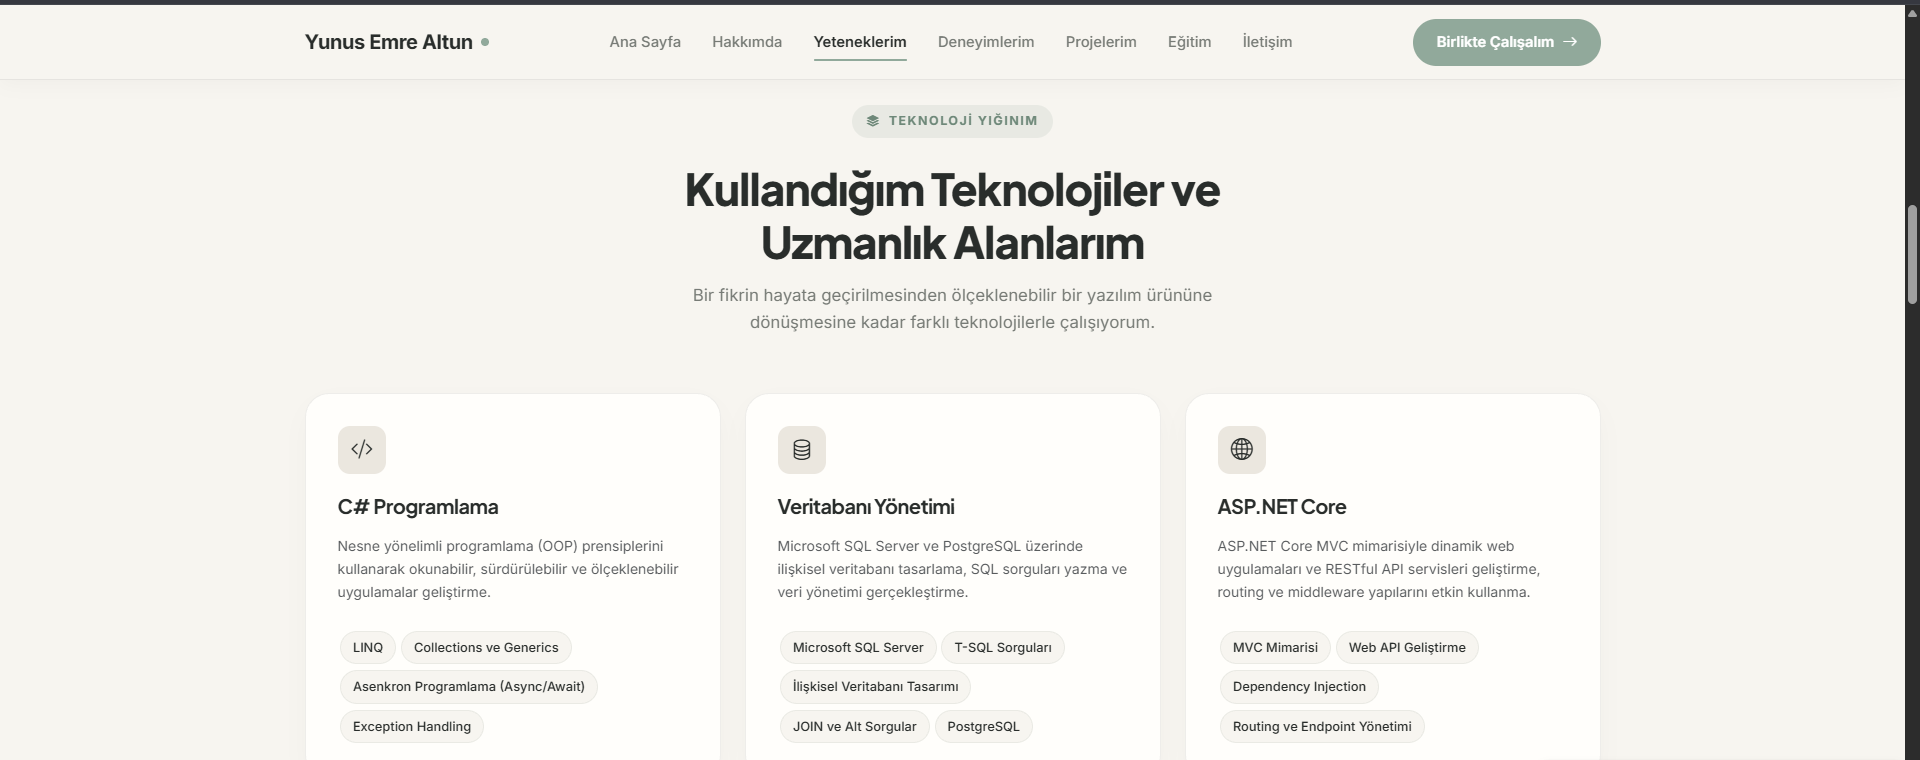 Yunus Emre Altun
Ana Sayfa
Hakkımda
Yeteneklerim
Deneyimlerim
Projelerim
Eğitim
İletişim
Birlikte Çalışalım →
TEKNOLOJİ YIĞINIM
Kullandığım Teknolojiler ve
Uzmanlık Alanlarım
Bir fikrin hayata geçirilmesinden ölçeklenebilir bir yazılım ürününe
dönüşmesine kadar farklı teknolojilerle çalışıyorum.
C# Programlama
Nesne yönelimli programlama (OOP) prensiplerini
kullanarak okunabilir, sürdürülebilir ve ölçeklenebilir
uygulamalar geliştirme.
LINQ
Collections ve Generics
Asenkron Programlama (Async/Await)
Exception Handling
Veritabanı Yönetimi
Microsoft SQL Server ve PostgreSQL üzerinde
ilişkisel veritabanı tasarlama, SQL sorguları yazma ve
veri yönetimi gerçekleştirme.
Microsoft SQL Server
T-SQL Sorguları
İlişkisel Veritabanı Tasarımı
JOIN ve Alt Sorgular
PostgreSQL
ASP.NET Core
ASP.NET Core MVC mimarisiyle dinamik web
uygulamaları ve RESTful API servisleri geliştirme,
routing ve middleware yapılarını etkin kullanma.
MVC Mimarisi
Web API Geliştirme
Dependency Injection
Routing ve Endpoint Yönetimi